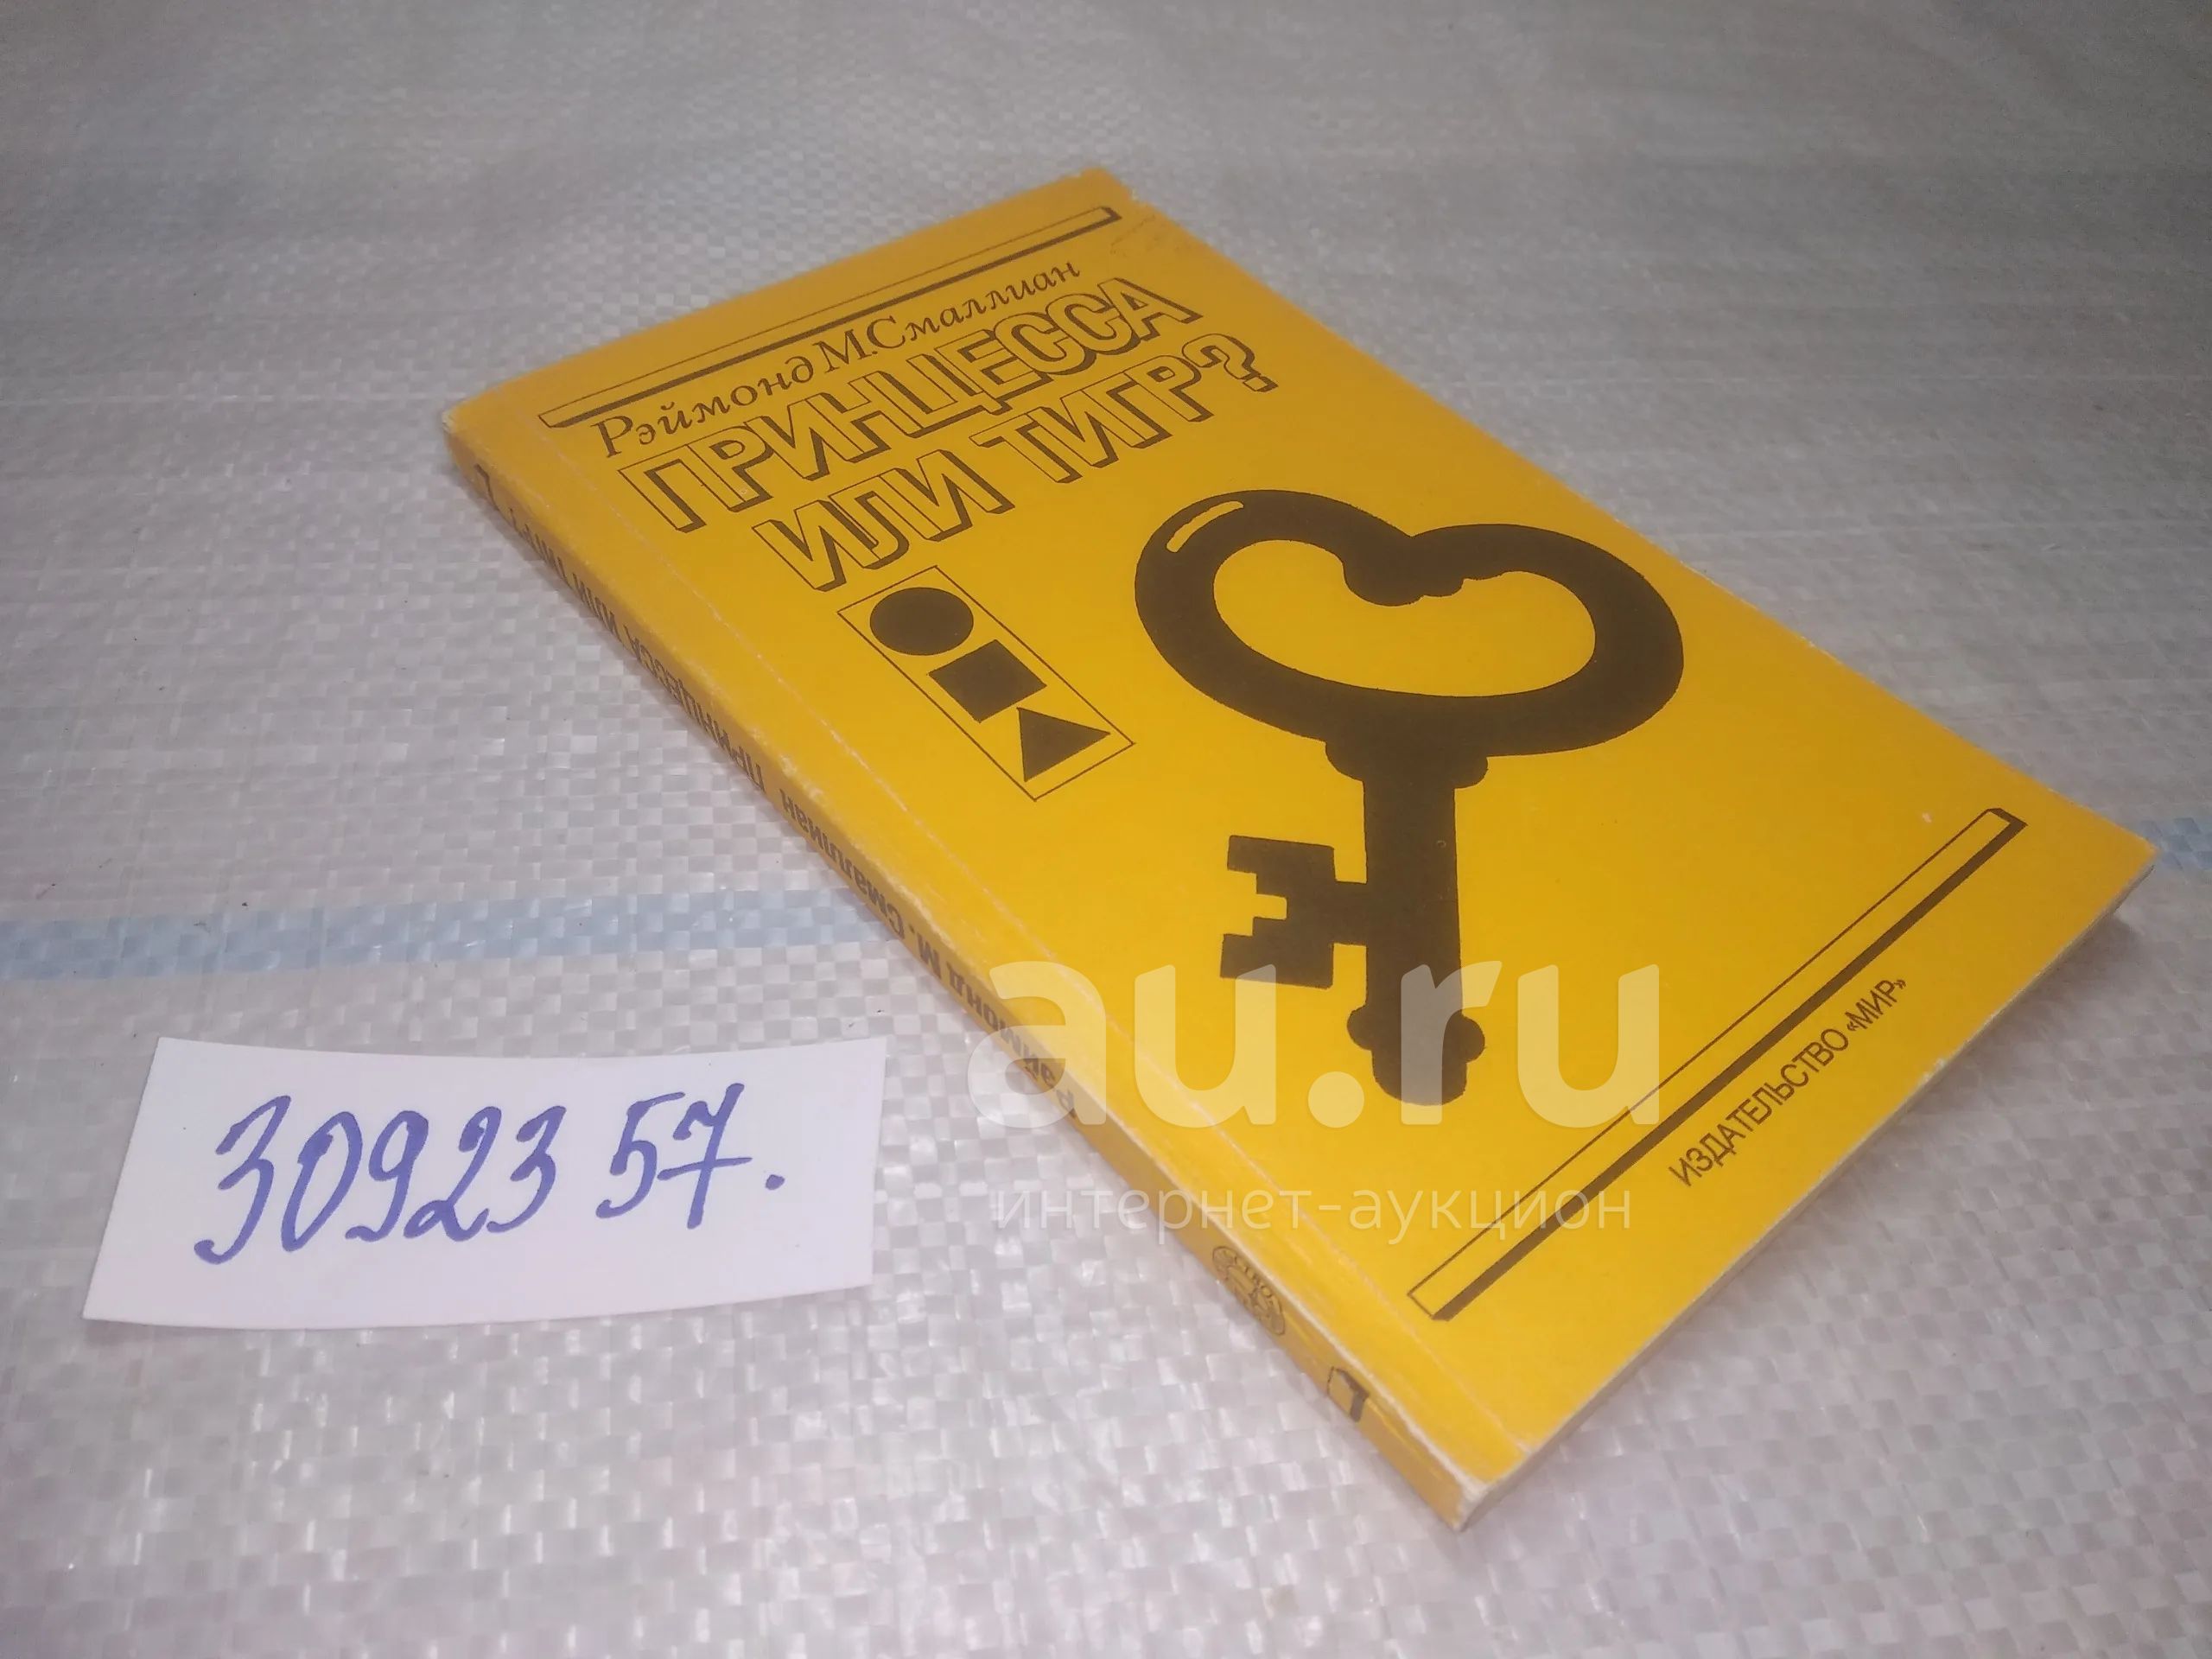 Рэймонд М. Смаллиан
ПРИНЦЕССА
ИЛИ ТИГР?
ИЗДАТЕЛЬСТВО «МИР»
Рэймонд М. Смаллиан ПРИНЦЕССА ИЛИ ТИГР?
3092357.
au.ru
интернет-аукцион